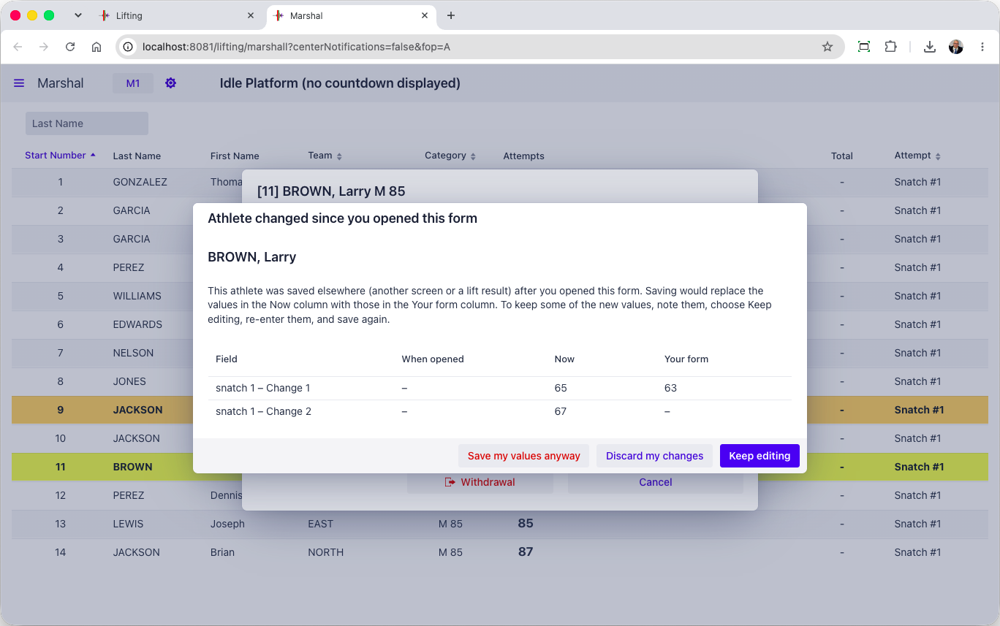 Lifting
Marshal
localhost:8081/lifting/marshall?centerNotifications=false&fop=A
Marshal M1 Idle Platform (no countdown displayed)
Last Name
Start Number Last Name First Name Team Category Attempts Total Attempt
1 GONZALEZ Thoma - Snatch #1
[11] BROWN, Larry M 85
2 GARCIA - Snatch #1
3 GARCIA - Snatch #1
4 PEREZ - Snatch #1
5 WILLIAMS - Snatch #1
6 EDWARDS - Snatch #1
7 NELSON - Snatch #1
8 JONES - Snatch #1
9 JACKSON - Snatch #1
10 JACKSON - Snatch #1
11 BROWN - Snatch #1
Athlete changed since you opened this form
BROWN, Larry
This athlete was saved elsewhere (another screen or a lift result) after you opened this form. Saving would replace the
values in the Now column with those in the Your form column. To keep some of the new values, note them, choose Keep
editing, re-enter them, and save again.
Field When opened Now Your form
snatch 1 – Change 1 – 65 63
snatch 1 – Change 2 – 67 –
Save my values anyway Discard my changes Keep editing
Withdrawal Cancel
12 PEREZ Dennis - Snatch #1
13 LEWIS Joseph EAST M 85 85 - Snatch #1
14 JACKSON Brian NORTH M 85 87 - Snatch #1